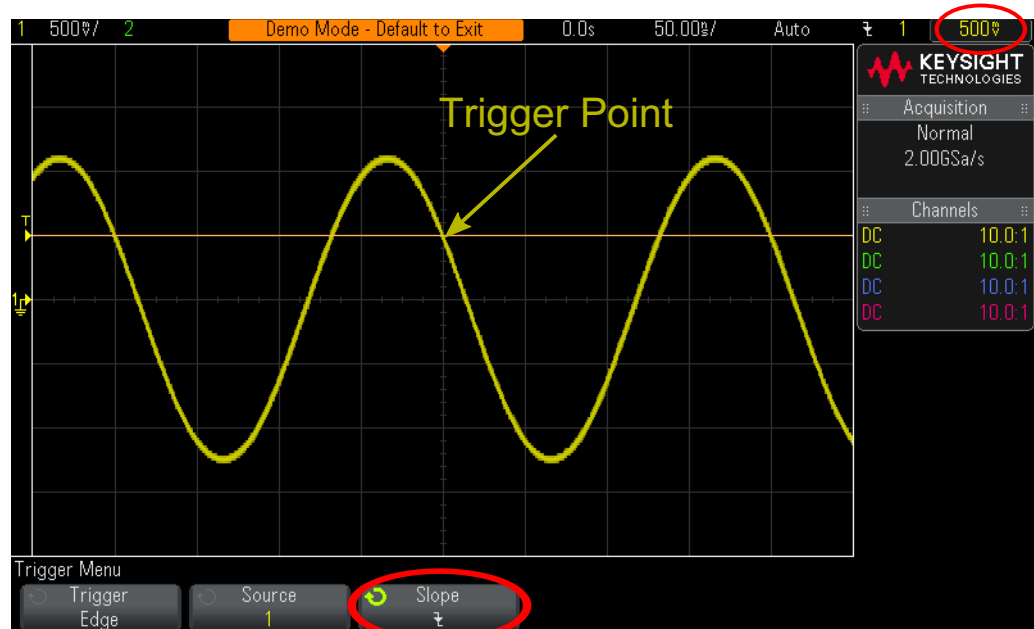 1 500mV/ 2 Demo Mode - Default to Exit 0.0s 50.00ns/ Auto 1 500mV
KEYSIGHT
TECHNOLOGIES
Acquisition
Normal
2.00GSa/s
Channels
DC 10.0:1
DC 10.0:1
DC 10.0:1
DC 10.0:1
Trigger Point
T
1
Trigger Menu
Trigger
Edge
Source
1
Slope